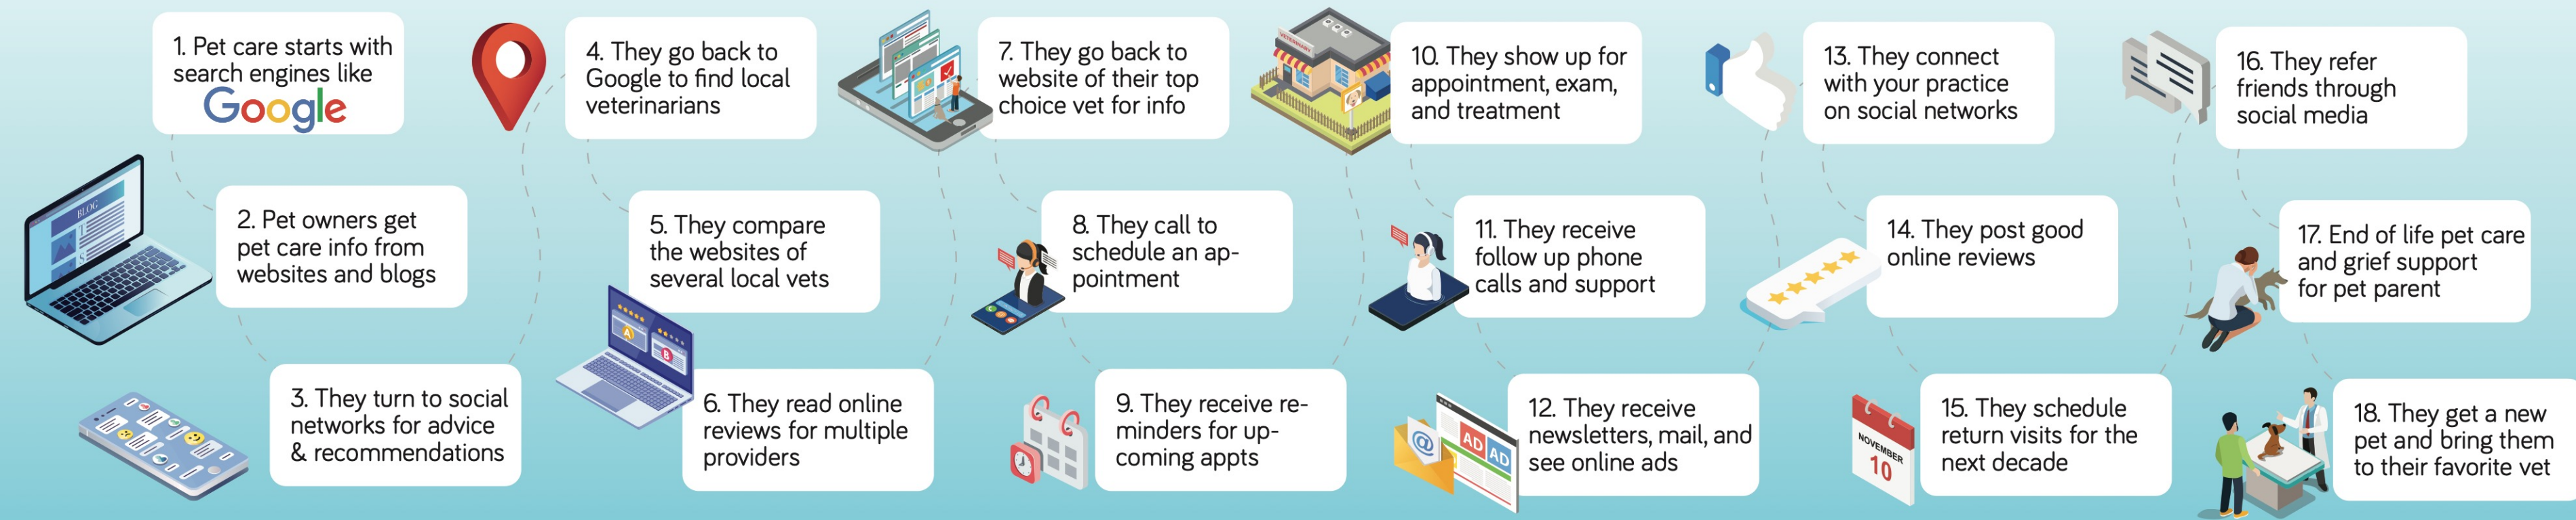 1. Pet care starts with
search engines like
Google
2. Pet owners get
pet care info from
websites and blogs
BLOG
3. They turn to social
networks for advice
& recommendations
4. They go back to
Google to find local
veterinarians
5. They compare
the websites of
several local vets
A
B
6. They read online
reviews for multiple
providers
7. They go back to
website of their top
choice vet for info
8. They call to
schedule an ap-
pointment
9. They receive re-
minders for up-
coming appts
VETERINARY
10. They show up for
appointment, exam,
and treatment
11. They receive
follow up phone
calls and support
12. They receive
newsletters, mail, and
see online ads
@
AD AD
13. They connect
with your practice
on social networks
14. They post good
online reviews
15. They schedule
return visits for the
next decade
NOVEMBER
10
16. They refer
friends through
social media
17. End of life pet care
and grief support
for pet parent
18. They get a new
pet and bring them
to their favorite vet